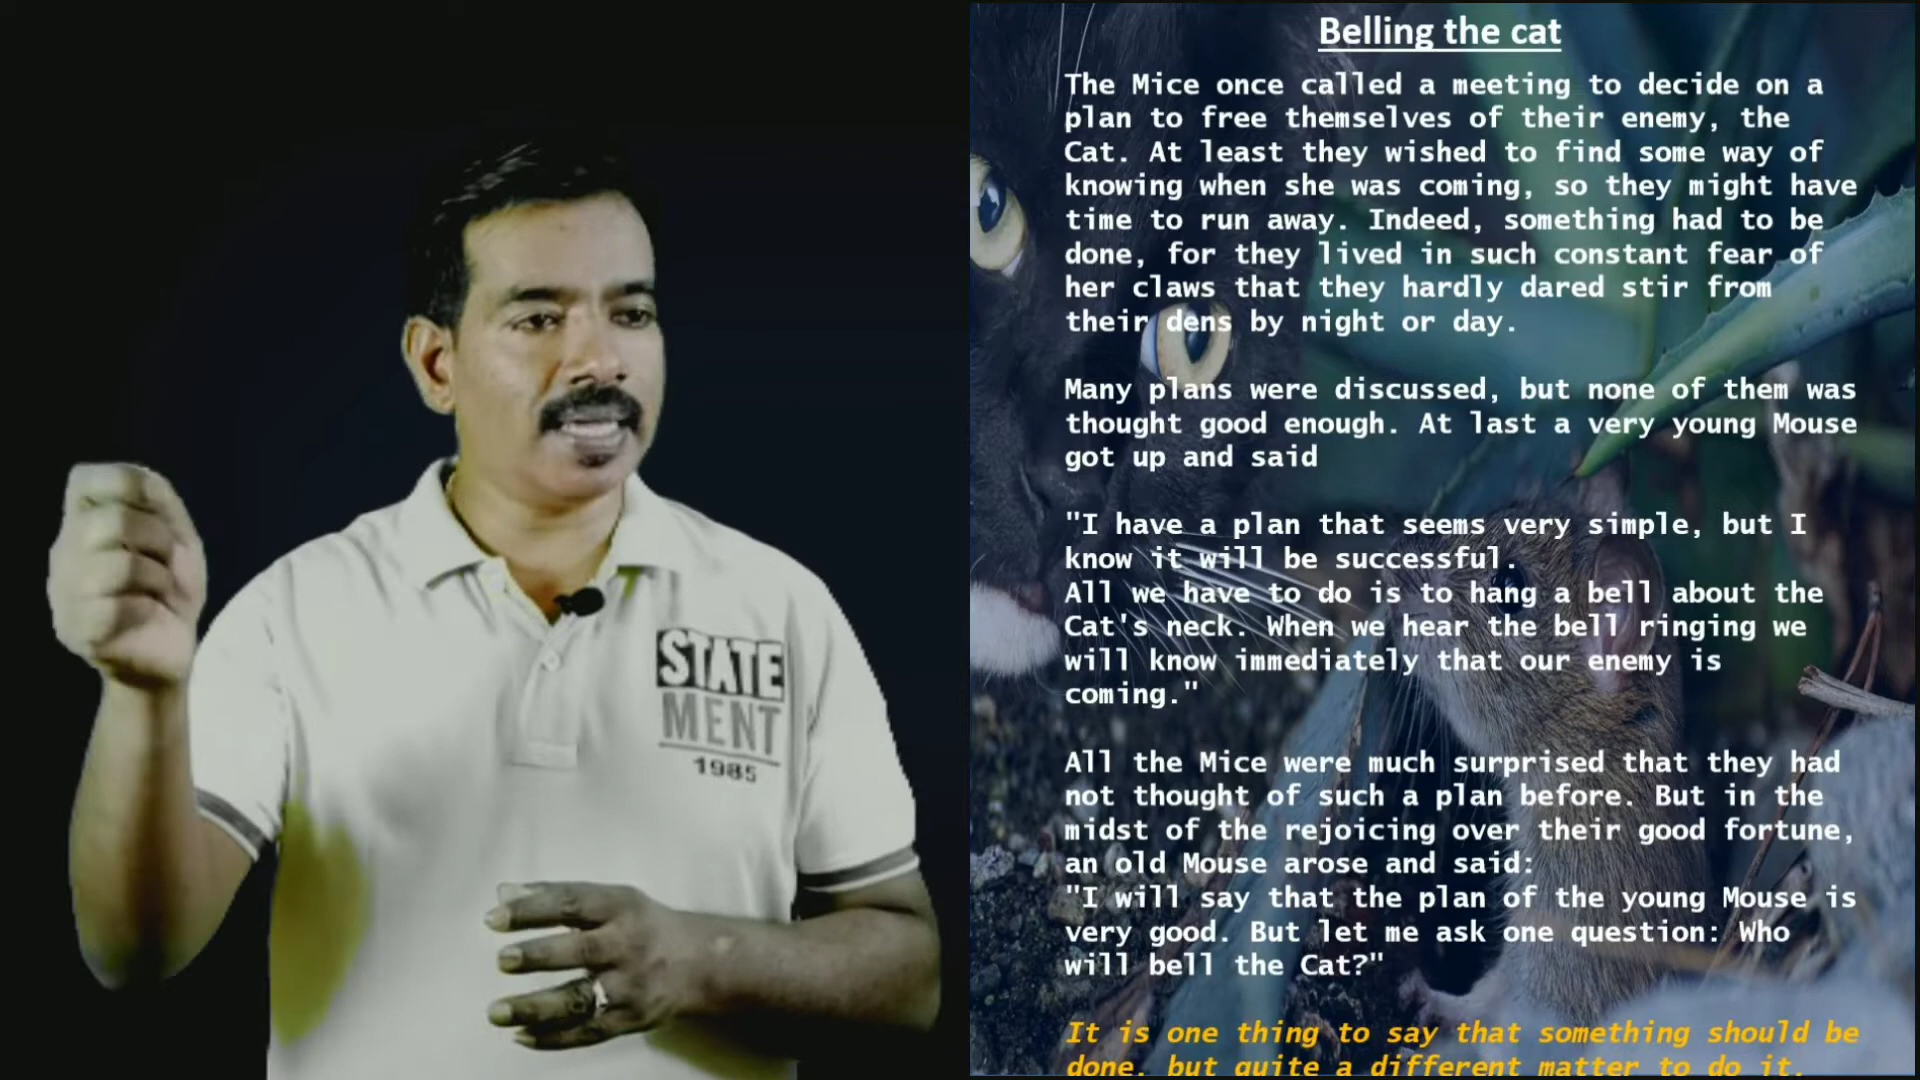 Belling the cat
The Mice once called a meeting to decide on a
plan to free themselves of their enemy, the
Cat. At least they wished to find some way of
knowing when she was coming, so they might have
time to run away. Indeed, something had to be
done, for they lived in such constant fear of
her claws that they hardly dared stir from
their dens by night or day.
Many plans were discussed, but none of them was
thought good enough. At last a very young Mouse
got up and said
"I have a plan that seems very simple, but I
know it will be successful.
All we have to do is to hang a bell about the
Cat's neck. When we hear the bell ringing we
will know immediately that our enemy is
coming."
All the Mice were much surprised that they had
not thought of such a plan before. But in the
midst of the rejoicing over their good fortune,
an old Mouse arose and said:
"I will say that the plan of the young Mouse is
very good. But let me ask one question: Who
will bell the Cat?"
It is one thing to say that something should be
done, but quite a different matter to do it.
STATE
MENT
1985